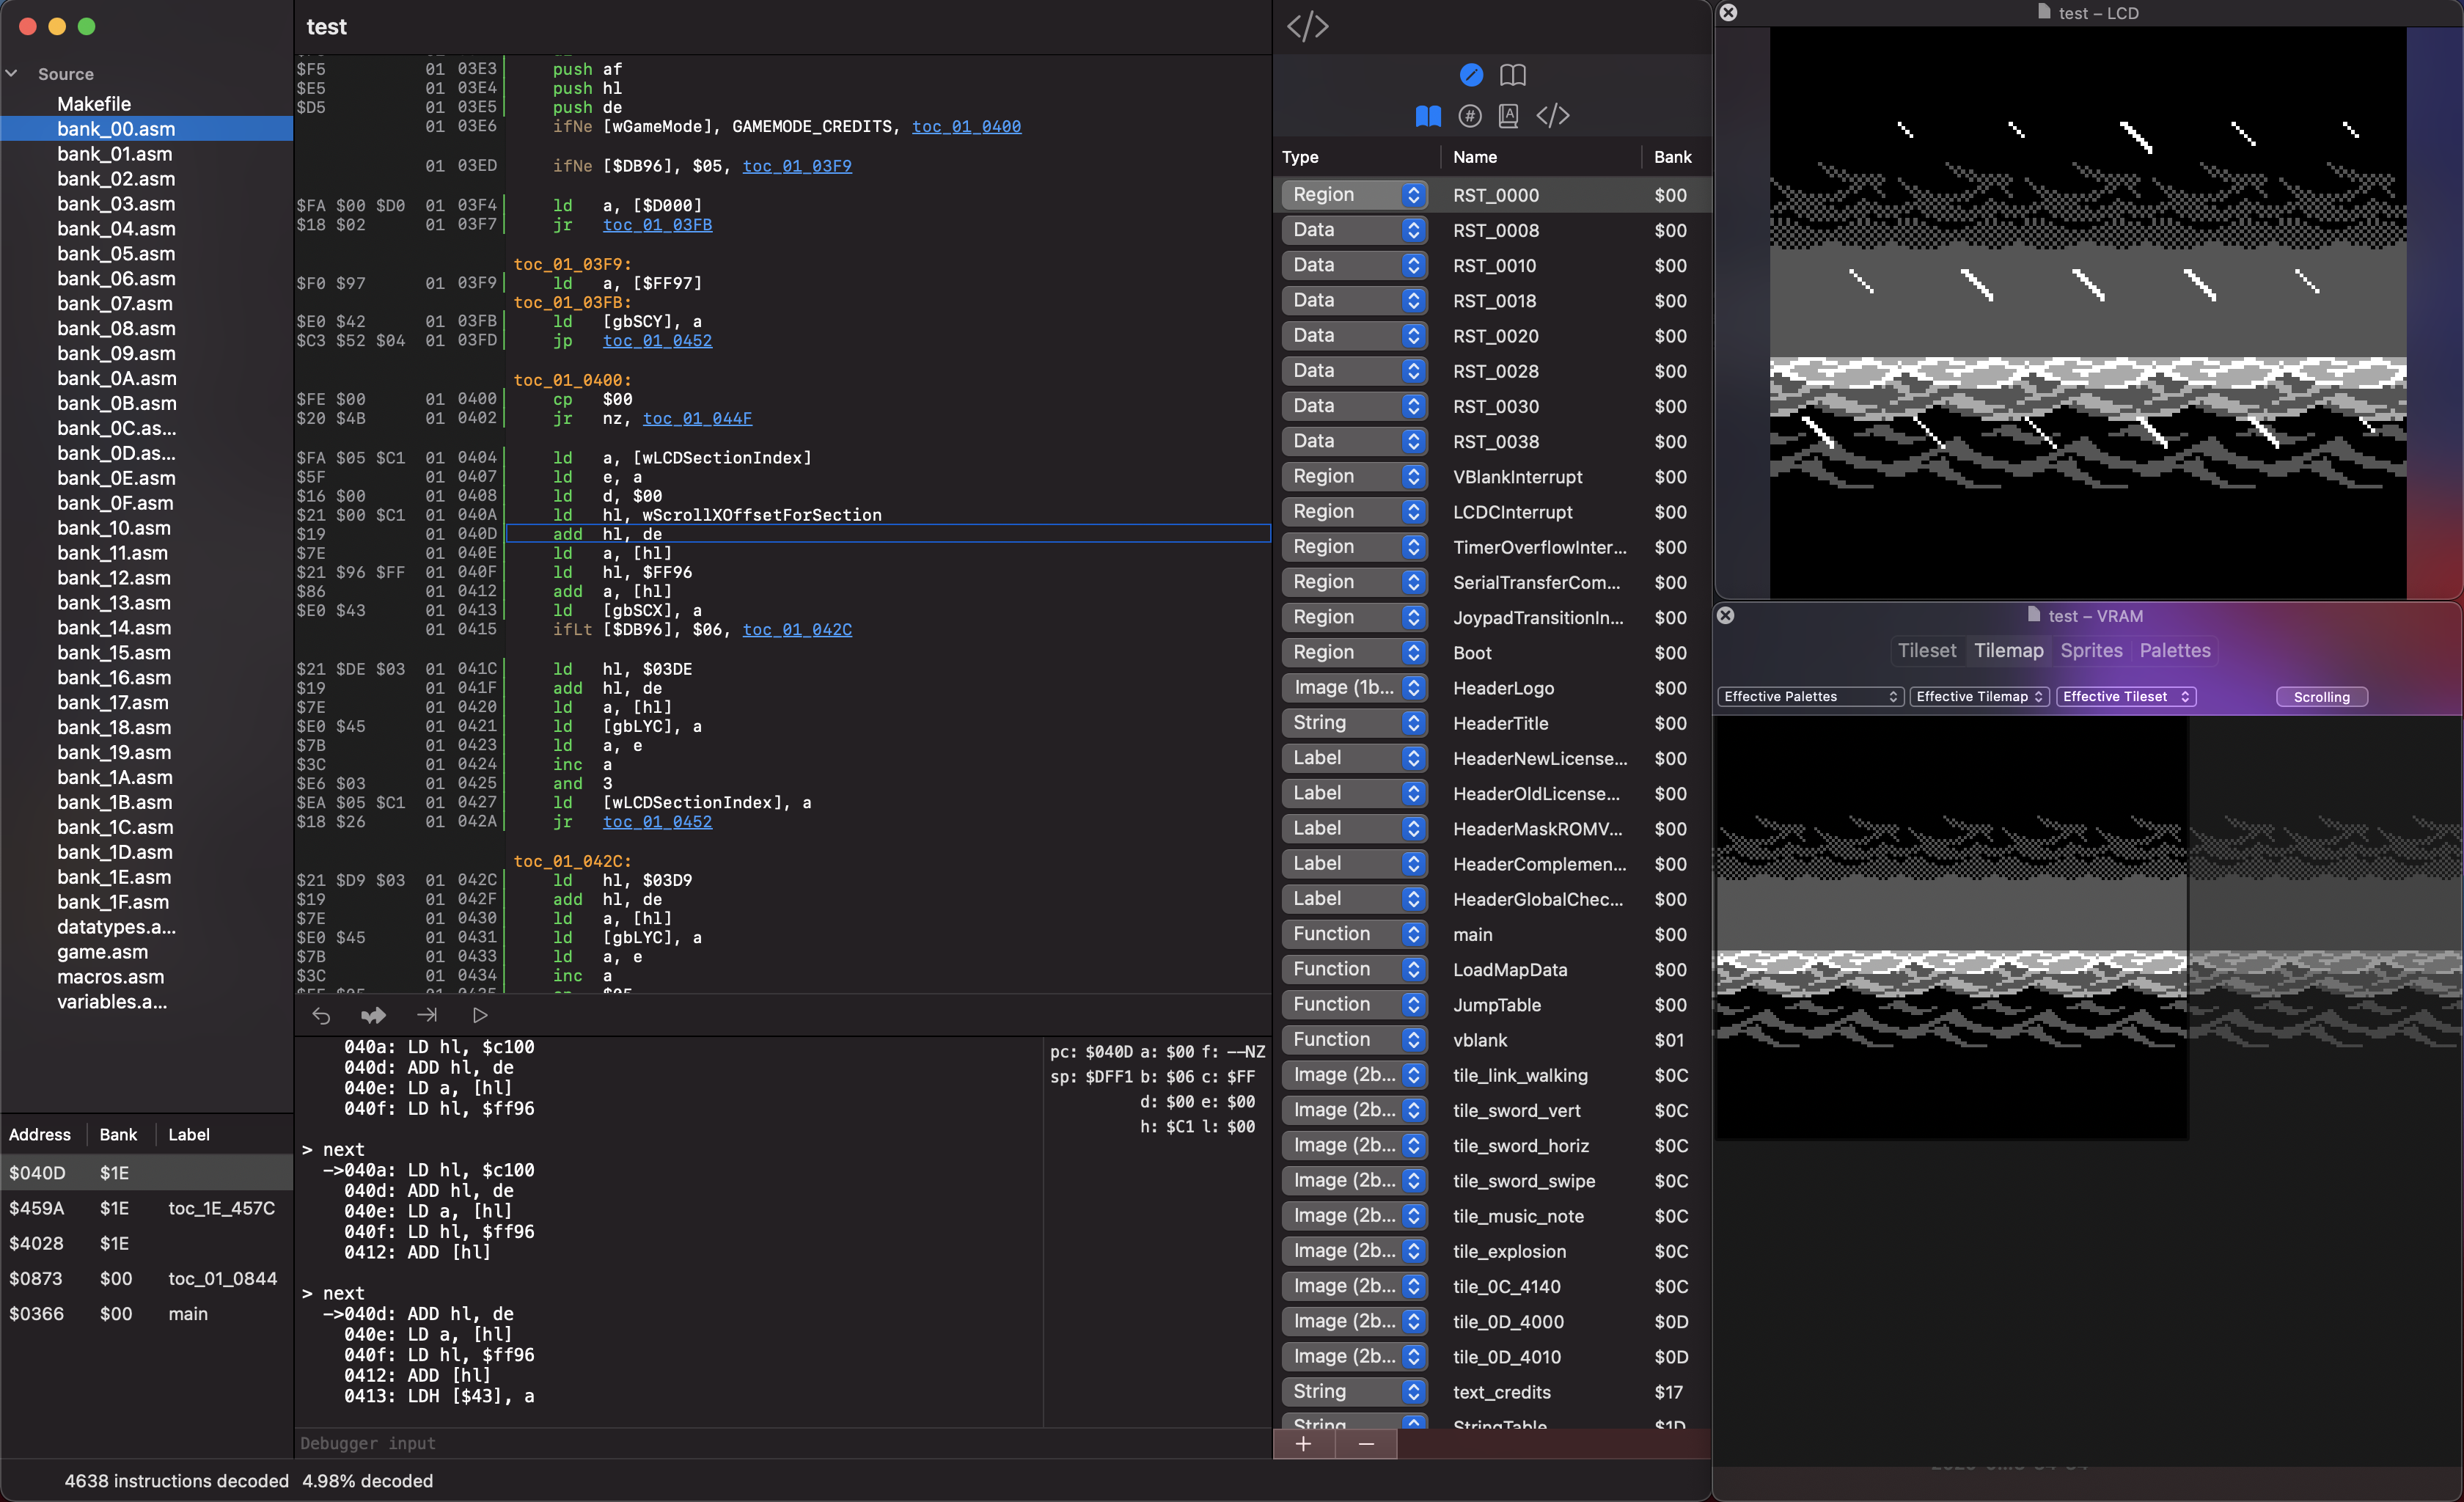 Source
Makefile
bank_00.asm
bank_01.asm
bank_02.asm
bank_03.asm
bank_04.asm
bank_05.asm
bank_06.asm
bank_07.asm
bank_08.asm
bank_09.asm
bank_0A.asm
bank_0B.asm
bank_0C.as...
bank_0D.as...
bank_0E.asm
bank_0F.asm
bank_10.asm
bank_11.asm
bank_12.asm
bank_13.asm
bank_14.asm
bank_15.asm
bank_16.asm
bank_17.asm
bank_18.asm
bank_19.asm
bank_1A.asm
bank_1B.asm
bank_1C.asm
bank_1D.asm
bank_1E.asm
bank_1F.asm
datatypes.a...
game.asm
macros.asm
variables.a...
Address Bank Label
$040D $1E
$459A $1E toc_1E_457C
$4028 $1E
$0873 $00 toc_01_0844
$0366 $00 main
4638 instructions decoded 4.98% decoded
test
$F5 01 03E3 push af
$E5 01 03E4 push hl
$D5 01 03E5 push de
01 03E6 ifNe [wGameMode], GAMEMODE_CREDITS, toc_01_0400
01 03ED ifNe [$DB96], $05, toc_01_03F9
$FA $00 $D0 01 03F4 ld a, [$D000]
$18 $02 01 03F7 jr toc_01_03FB
toc_01_03F9:
$F0 $97 01 03F9 ld a, [$FF97]
toc_01_03FB:
$E0 $42 01 03FB ld [gbSCY], a
$C3 $52 $04 01 03FD jp toc_01_0452
toc_01_0400:
$FE $00 01 0400 cp $00
$20 $4B 01 0402 jr nz, toc_01_044F
$FA $05 $C1 01 0404 ld a, [wLCDSectionIndex]
$5F 01 0407 ld e, a
$16 $00 01 0408 ld d, $00
$21 $00 $C1 01 040A ld hl, wScrollXOffsetForSection
$19 01 040D add hl, de
$7E 01 040E ld a, [hl]
$21 $96 $FF 01 040F ld hl, $FF96
$86 01 0412 add a, [hl]
$E0 $43 01 0413 ld [gbSCX], a
01 0415 ifLt [$DB96], $06, toc_01_042C
$21 $DE $03 01 041C ld hl, $03DE
$19 01 041F add hl, de
$7E 01 0420 ld a, [hl]
$E0 $45 01 0421 ld [gbLYC], a
$7B 01 0423 ld a, e
$3C 01 0424 inc a
$E6 $03 01 0425 and 3
$EA $05 $C1 01 0427 ld [wLCDSectionIndex], a
$18 $26 01 042A jr toc_01_0452
toc_01_042C:
$21 $D9 $03 01 042C ld hl, $03D9
$19 01 042F add hl, de
$7E 01 0430 ld a, [hl]
$E0 $45 01 0431 ld [gbLYC], a
$7B 01 0433 ld a, e
$3C 01 0434 inc a
040a: LD hl, $c100
040d: ADD hl, de
040e: LD a, [hl]
040f: LD hl, $ff96
> next
->040a: LD hl, $c100
040d: ADD hl, de
040e: LD a, [hl]
040f: LD hl, $ff96
0412: ADD [hl]
> next
->040d: ADD hl, de
040e: LD a, [hl]
040f: LD hl, $ff96
0412: ADD [hl]
0413: LDH [$43], a
Debugger input
pc: $040D a: $00 f: --NZ
sp: $DFF1 b: $06 c: $FF
d: $00 e: $00
h: $C1 l: $00
Type Name Bank
Region RST_0000 $00
Data RST_0008 $00
Data RST_0010 $00
Data RST_0018 $00
Data RST_0020 $00
Data RST_0028 $00
Data RST_0030 $00
Data RST_0038 $00
Region VBlankInterrupt $00
Region LCDCInterrupt $00
Region TimerOverflowInter... $00
Region SerialTransferCom... $00
Region JoypadTransitionIn... $00
Region Boot $00
Image (1b... HeaderLogo $00
String HeaderTitle $00
Label HeaderNewLicense... $00
Label HeaderOldLicense... $00
Label HeaderMaskROMV... $00
Label HeaderComplemen... $00
Label HeaderGlobalChec... $00
Function main $00
Function LoadMapData $00
Function JumpTable $00
Function vblank $01
Image (2b... tile_link_walking $0C
Image (2b... tile_sword_vert $0C
Image (2b... tile_sword_horiz $0C
Image (2b... tile_sword_swipe $0C
Image (2b... tile_music_note $0C
Image (2b... tile_explosion $0C
Image (2b... tile_0C_4140 $0C
Image (2b... tile_0D_4000 $0D
Image (2b... tile_0D_4010 $0D
String text_credits $17
String StringTable $1D
test – LCD
test – VRAM
Tileset Tilemap Sprites Palettes
Effective Palettes Effective Tilemap Effective Tileset Scrolling